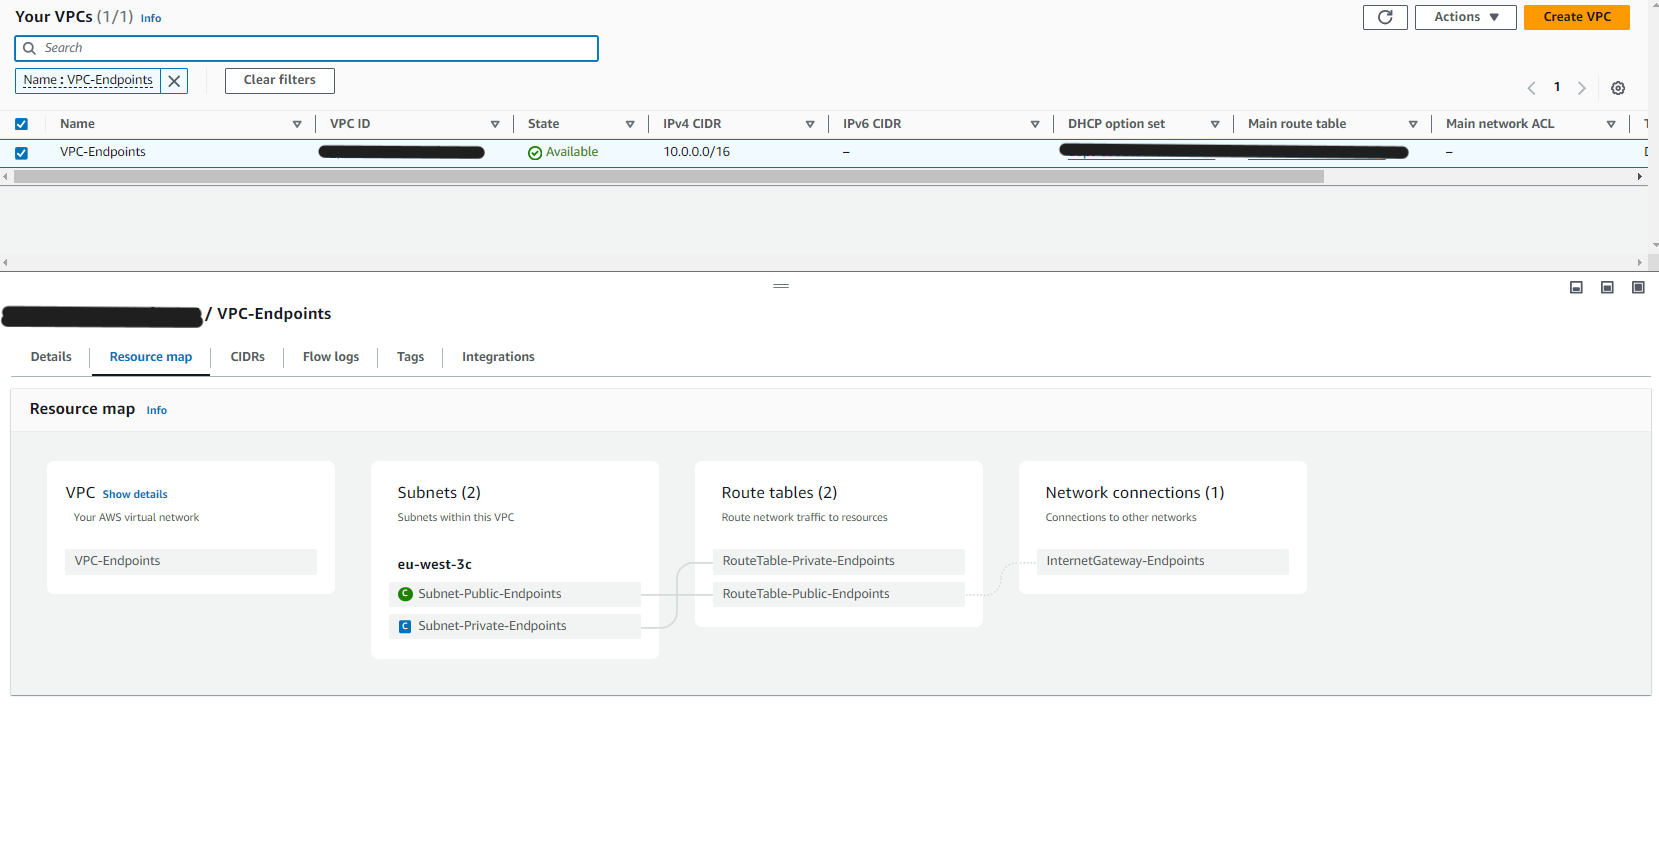 Your VPCs (1/1) Info
Actions ▼
Create VPC
Search
Name : VPC-Endpoints
Clear filters
1
Name VPC ID State IPv4 CIDR IPv6 CIDR DHCP option set Main route table Main network ACL
VPC-Endpoints Available 10.0.0.0/16 – –
/ VPC-Endpoints
Details Resource map CIDRs Flow logs Tags Integrations
Resource map Info
VPC Show details
Your AWS virtual network
VPC-Endpoints
Subnets (2)
Subnets within this VPC
eu-west-3c
C Subnet-Public-Endpoints
C Subnet-Private-Endpoints
Route tables (2)
Route network traffic to resources
RouteTable-Private-Endpoints
RouteTable-Public-Endpoints
Network connections (1)
Connections to other networks
InternetGateway-Endpoints